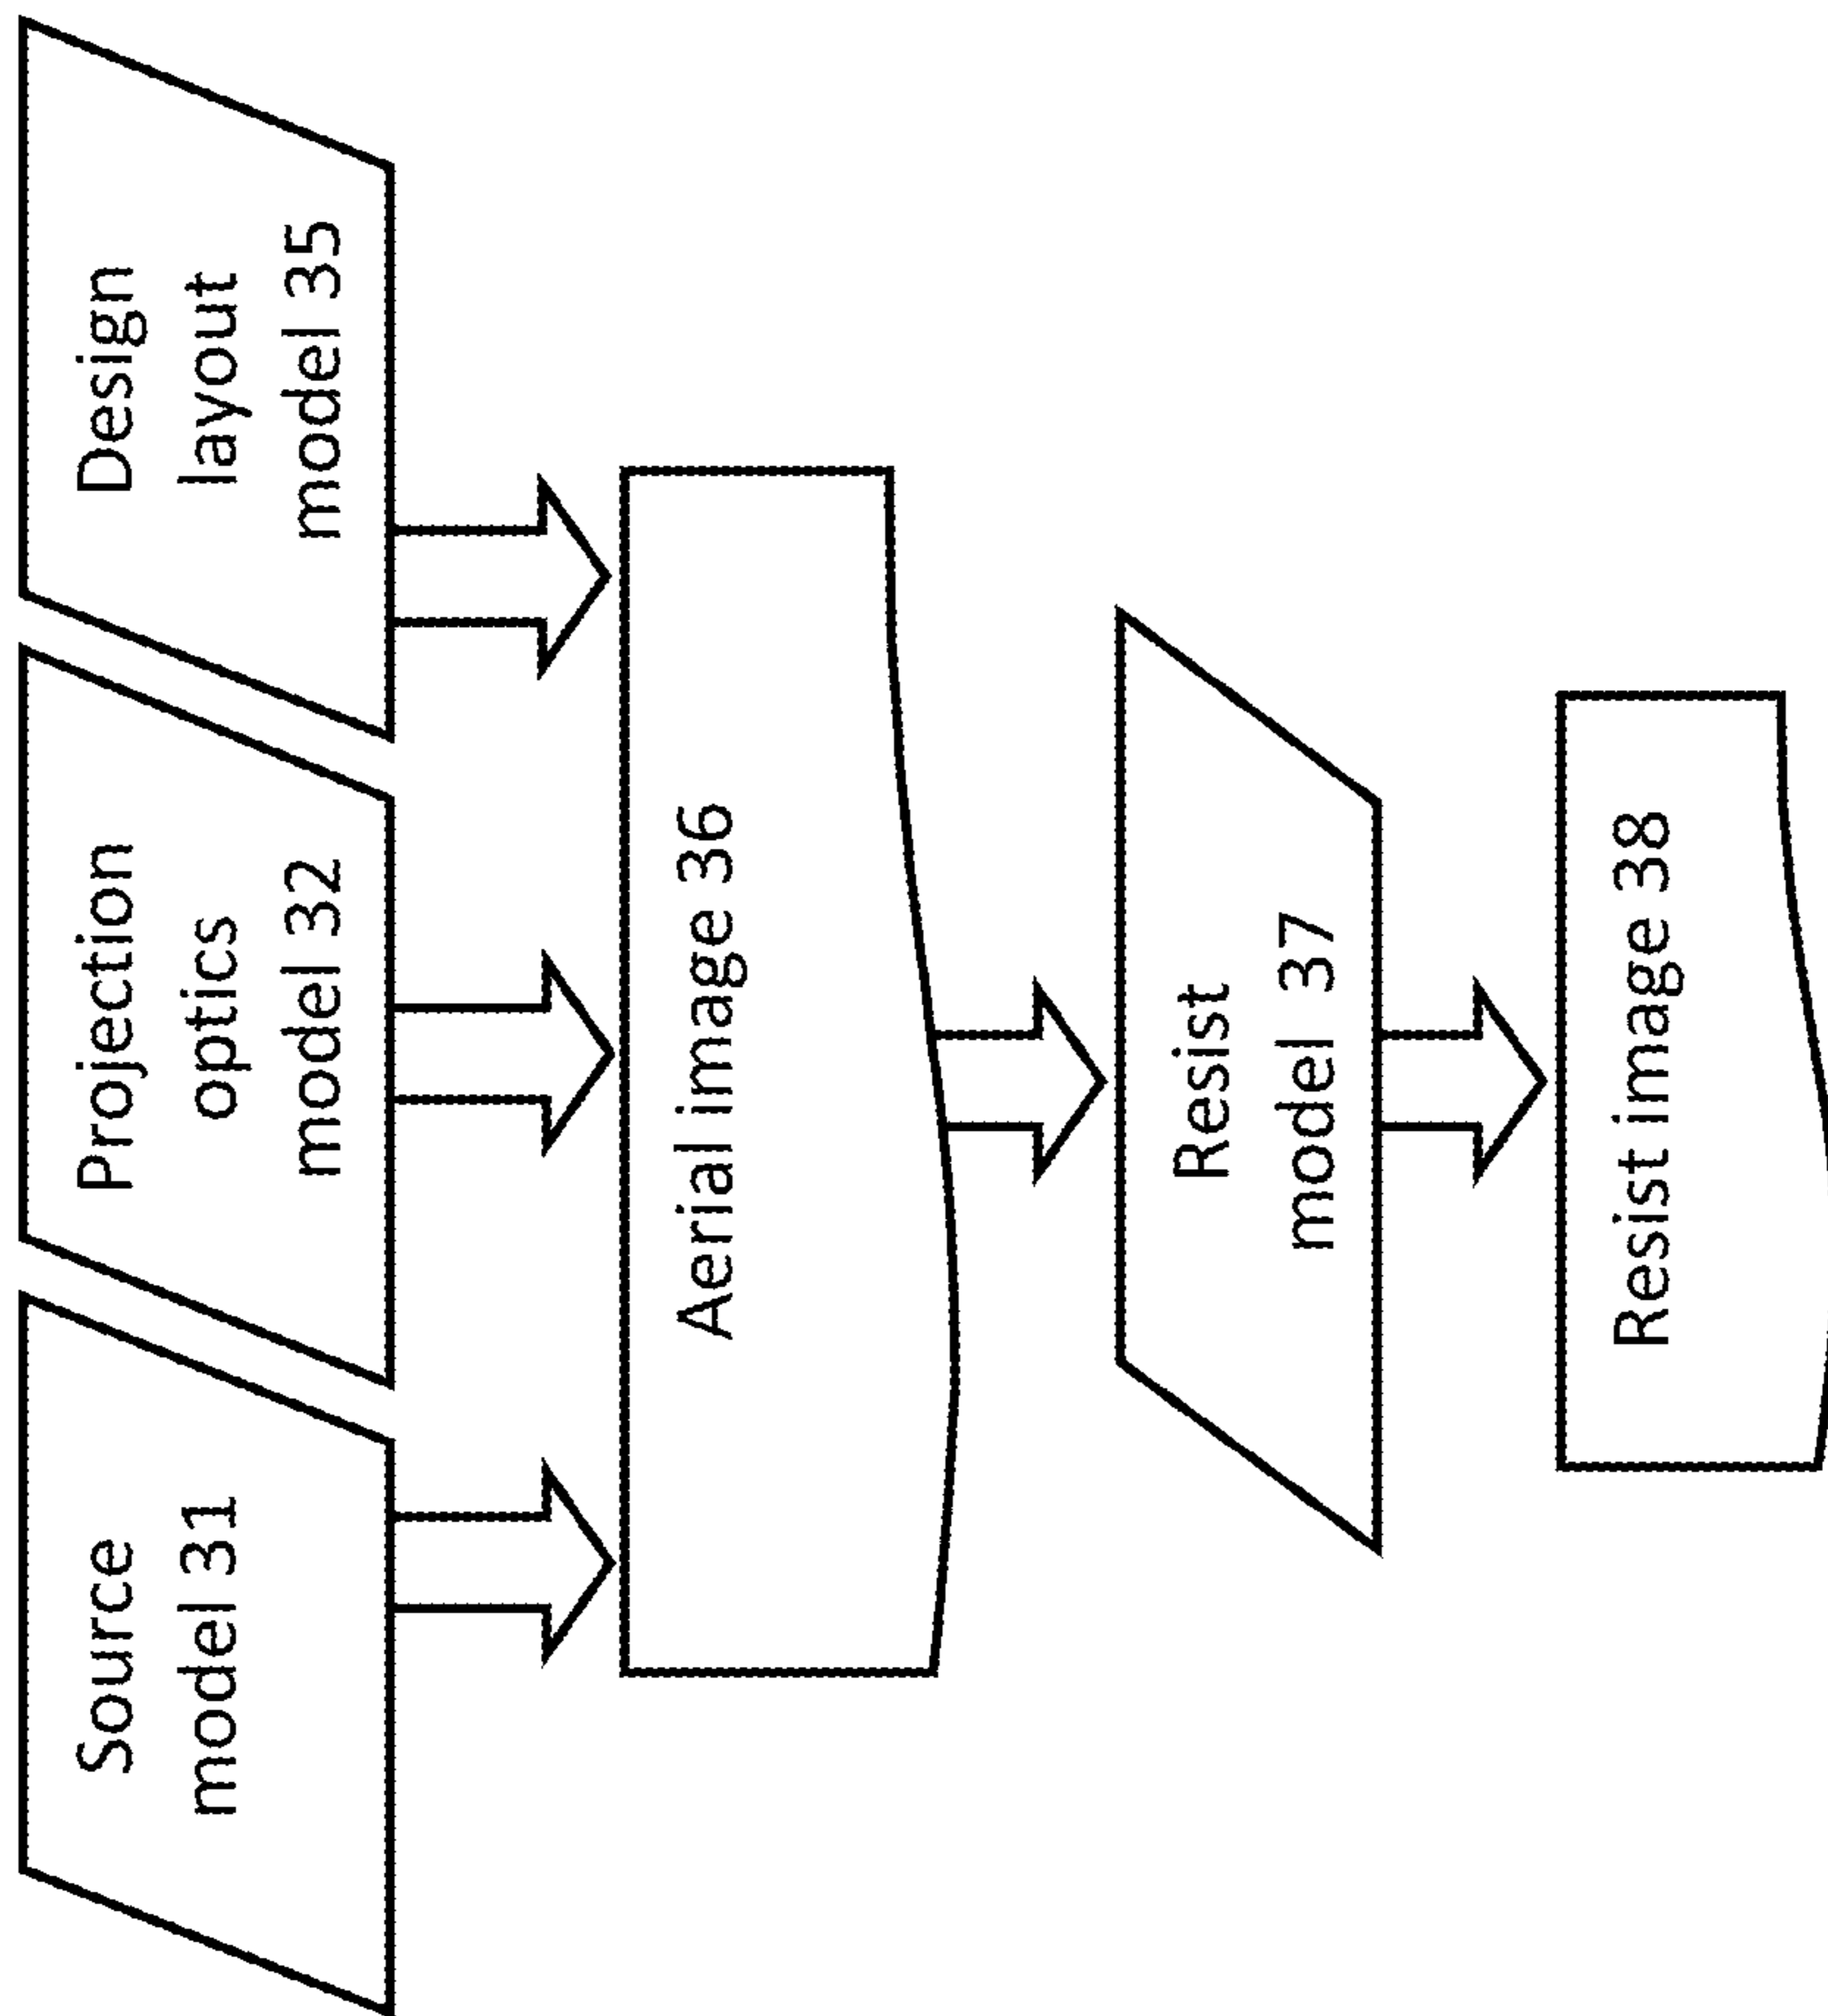 Source
model 31
Projection
optics
model 32
Design
layout
model 35
Aerial image 36
Resist
model 37
Resist image 38